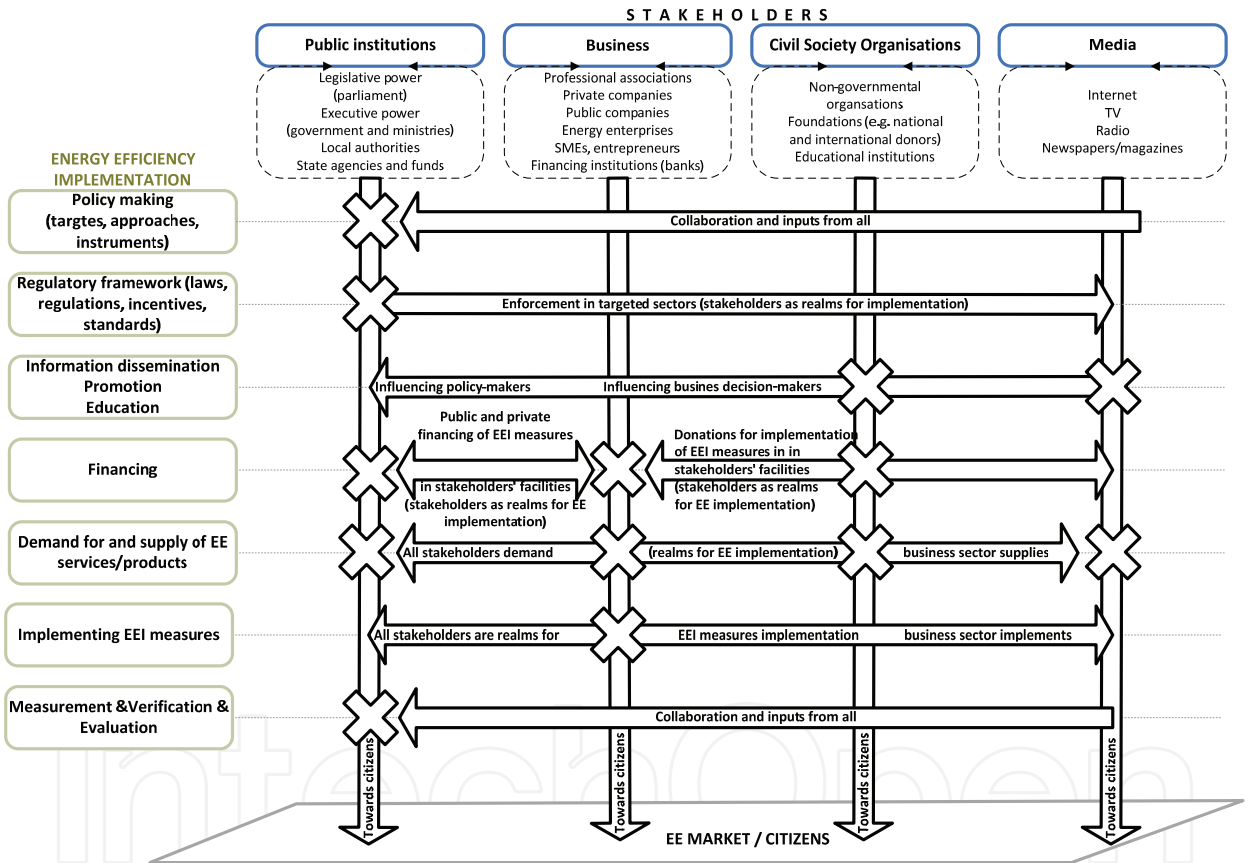 STAKEHOLDERS
Public institutions
Business
Civil Society Organisations
Media
Legislative power
(parliament)
Executive power
(government and ministries)
Local authorities
State agencies and funds
Professional associations
Private companies
Public companies
Energy enterprises
SMEs, entrepreneurs
Financing institutions (banks)
Non-governmental
organsations
Foundations (e.g. national
and international donors)
Educational institutions
Internet
TV
Radio
Newspapers/magazines
ENERGY EFFICIENCY
IMPLEMENTATION
Policy making
(targtes, approaches,
instruments)
Collaboration and inputs from all
Regulatory framework (laws,
regulations, incentives,
standards)
Enforcement in targeted sectors (stakeholders as realms for implementation)
Information dissemination
Promotion
Education
Influencing policy-makers
Influencing busines decision-makers
Financing
Public and private
financing of EEI measures
in stakeholders' facilities
(stakeholders as realms for EE
implementation)
Donations for implementation
of EEI measures in in
stakeholders' facilities
(stakeholders as realms
for EE implementation)
Demand for and supply of EE
services/products
All stakeholders demand
(realms for EE implementation)
business sector supplies
Implementing EEI measures
All stakeholders are realms for
EEI measures implementation
business sector implements
Measurement &Verification &
Evaluation
Collaboration and inputs from all
Towards citizens
Towards citizens
Towards citizens
Towards citizens
EE MARKET / CITIZENS
IntechOpen